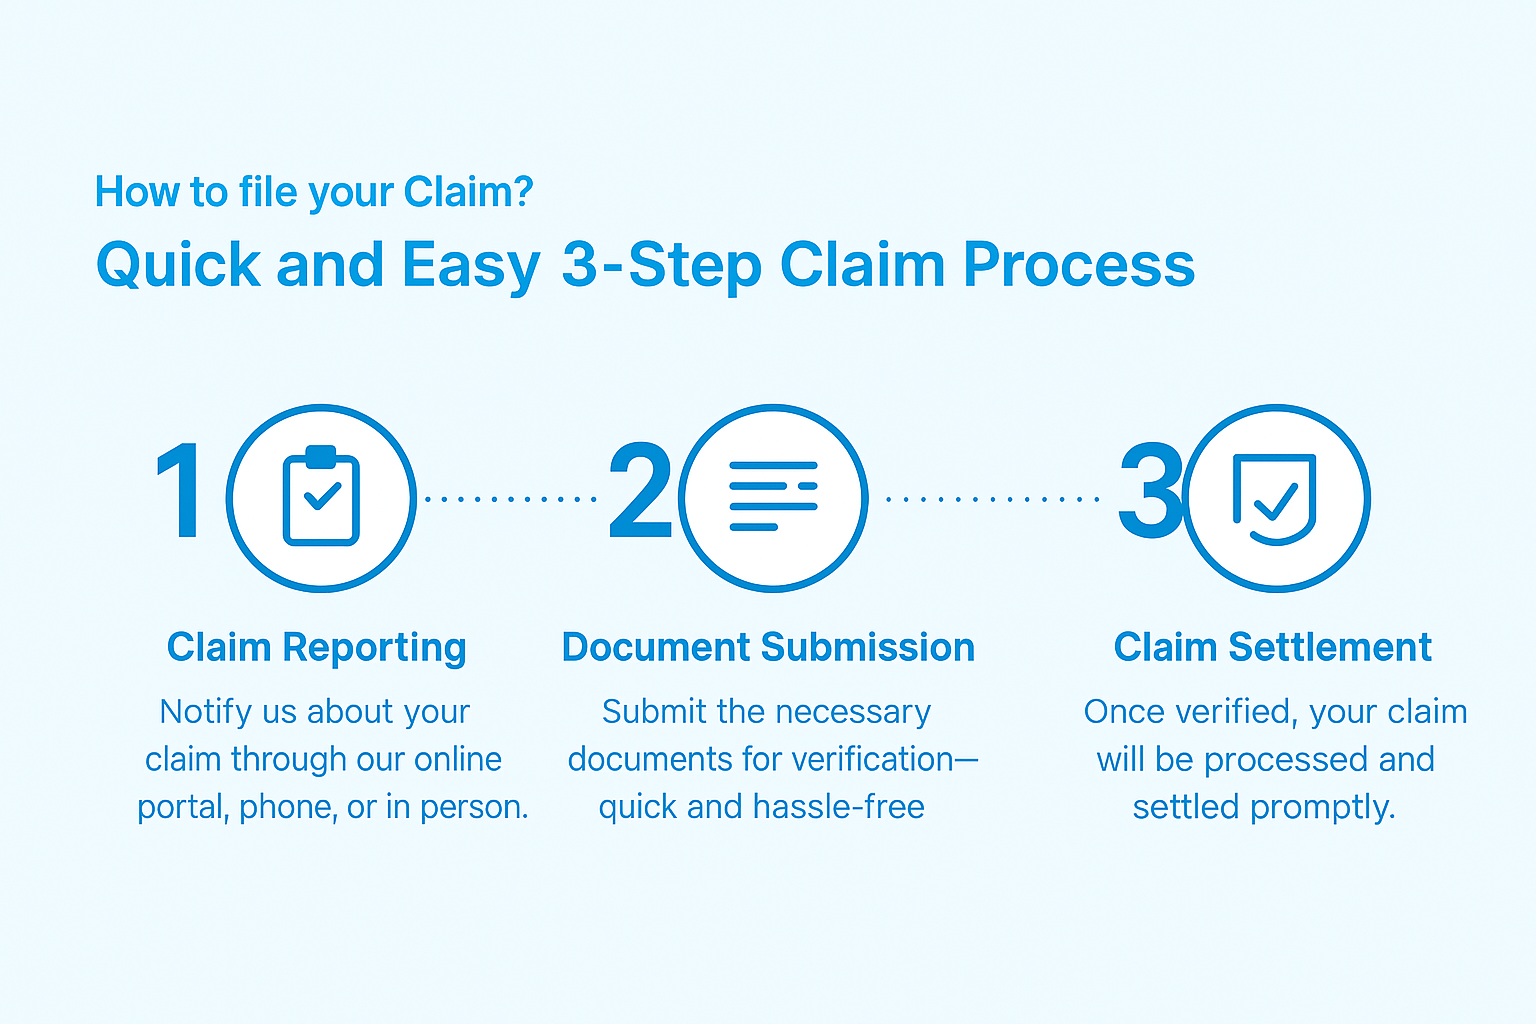 How to file your Claim?
Quick and Easy 3-Step Claim Process
1
Claim Reporting
Notify us about your
claim through our online
portal, phone, or in person.
2
Document Submission
Submit the necessary
documents for verification—
quick and hassle-free
3
Claim Settlement
Once verified, your claim
will be processed and
settled promptly.